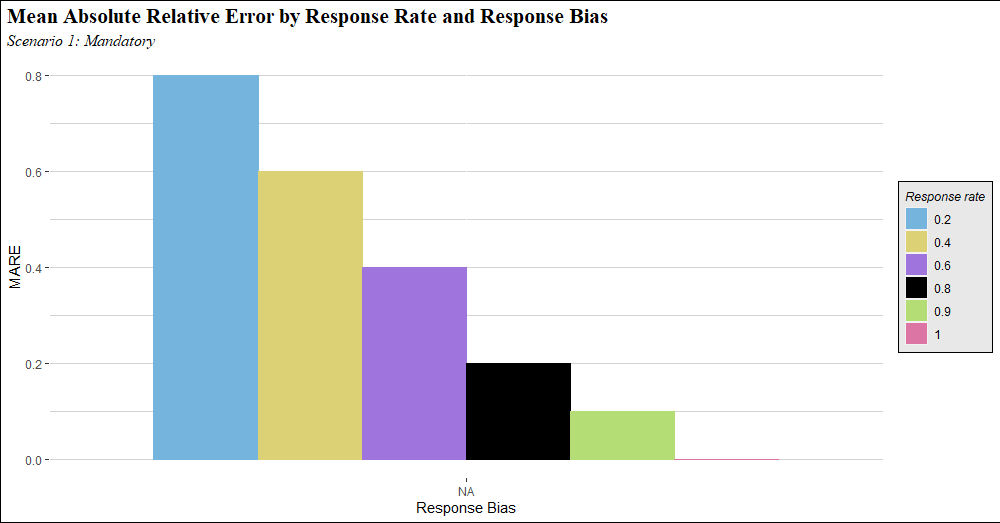 Mean Absolute Relative Error by Response Rate and Response Bias
Scenario 1: Mandatory
MARE
0.8
0.6
0.4
0.2
0.0
NA
Response Bias
Response rate
0.2
0.4
0.6
0.8
0.9
1